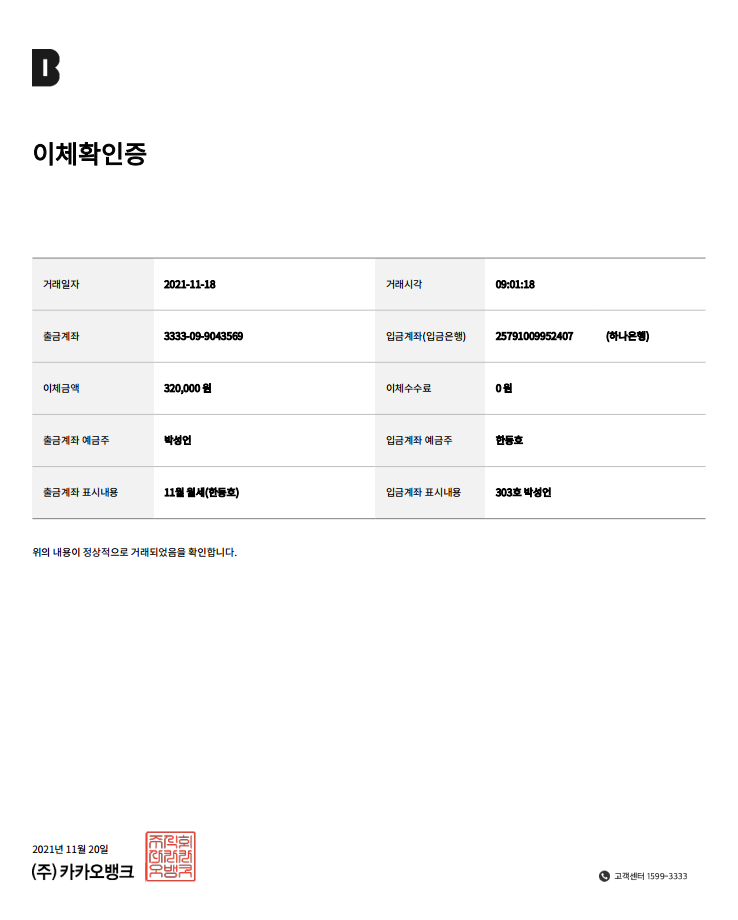 B
이체확인증
거래일자 2021-11-18 거래시각 09:01:18
출금계좌 3333-09-9043569 입금계좌(입금은행) 25791009952407 (하나은행)
이체금액 320,000 원 이체수수료 0 원
출금계좌 예금주 박성언 입금계좌 예금주 한동호
출금계좌 표시내용 11월 월세(한동호) 입금계좌 표시내용 303호 박성언
위의 내용이 정상적으로 거래되었음을 확인합니다.
2021년 11월 20일
(주) 카카오뱅크
주식회
사카카
오뱅크
고객센터 1599-3333